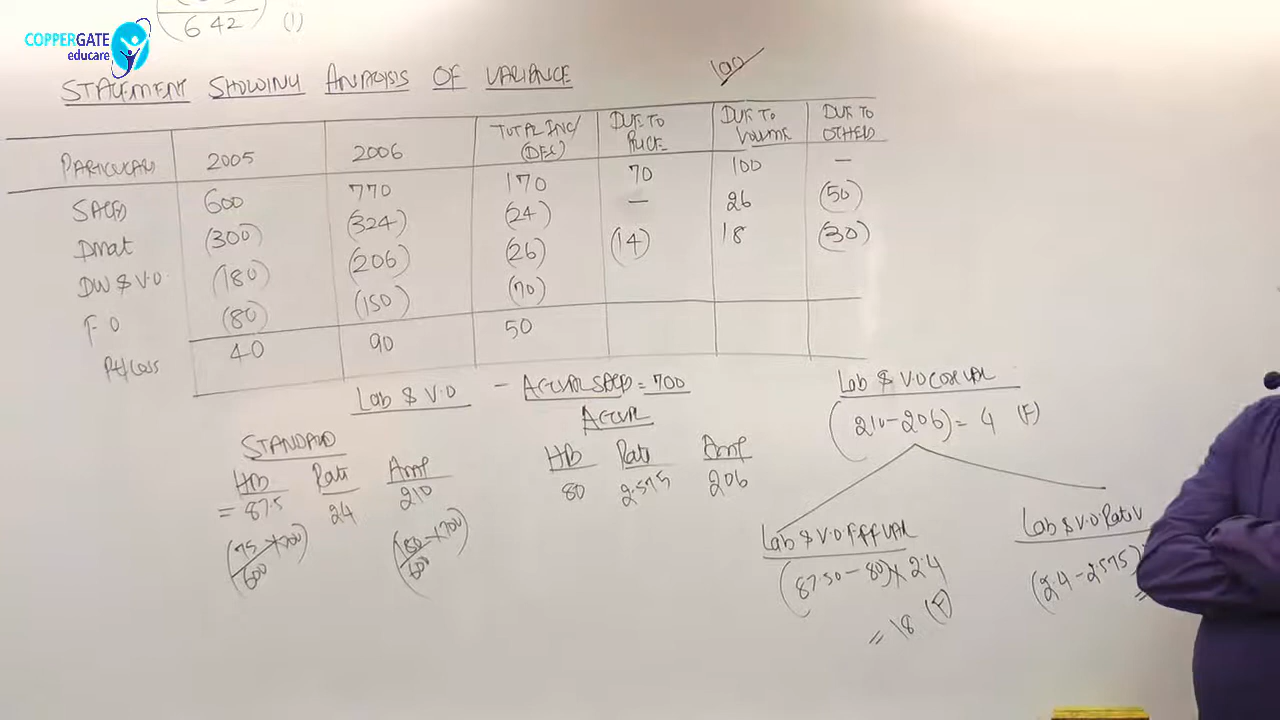 642 (1)
COPPERGATE
educare
STATEMENT SHOWING ANALYSIS OF VARIANCE
100
PARTICULARS 2005 2006 TOTAL INC/(DEC) DUE TO PRICE DUE TO VOLUME DUE TO OTHERS
SALES 600 770 170 70 100 —
Dmat (300) (324) (24) — 26 (50)
DW & V.O. (180) (206) (26) (14) 18 (30)
F O (80) (150) (70)
Pft/Loss 40 90 50
Lab & V.O - ACTUAL SALES = 700
STANDARD
Hrs Rate Amt
= 87.5 24 210
(75/600 × 700) (180/600 × 700)
ACTUAL
Hrs Rate Amt
80 2.575 206
Lab & V.O COST VAR
(210 - 206) = 4 (F)
Lab & V.O EFF VAR
(87.50 - 80) × 2.4
= 18 (F)
Lab & V.O. Rate V
(2.4 - 2.575)
=